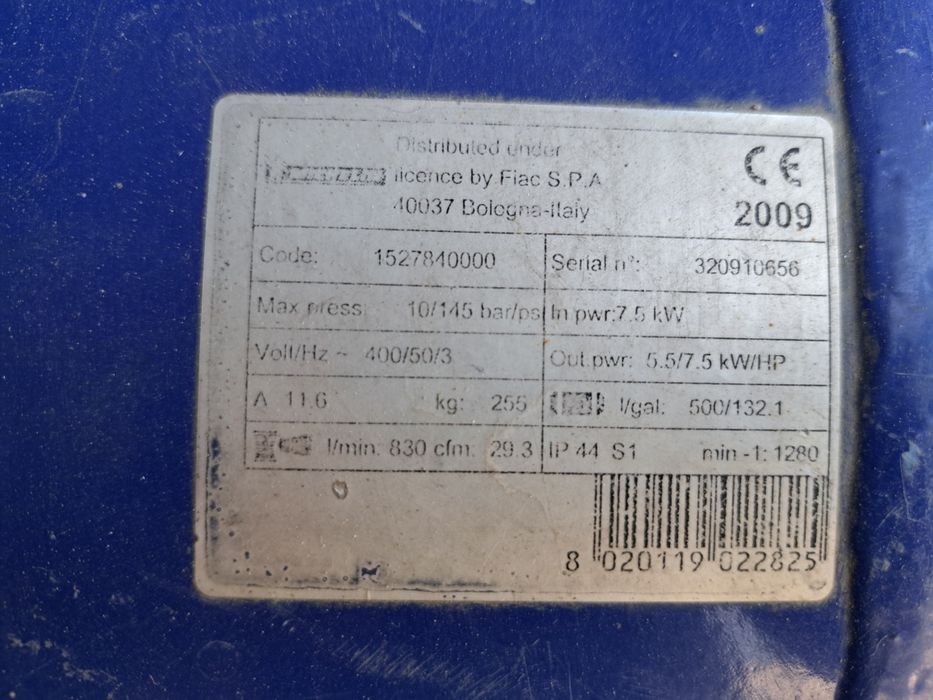 Distributed under
licence by Fiac S.P.A
40037 Bologna-Italy
CE
2009
Code: 1527840000 Serial n°: 320910656
Max press: 10/145 bar/psi In pwr:7.5 kW
Volt/Hz ~ 400/50/3 Out.pwr: 5.5/7.5 kW/HP
A 11.6 kg: 255 l/gal: 500/132.1
l/min: 830 cfm: 29.3 IP 44 S1 min -1: 1280
8 020119 022825